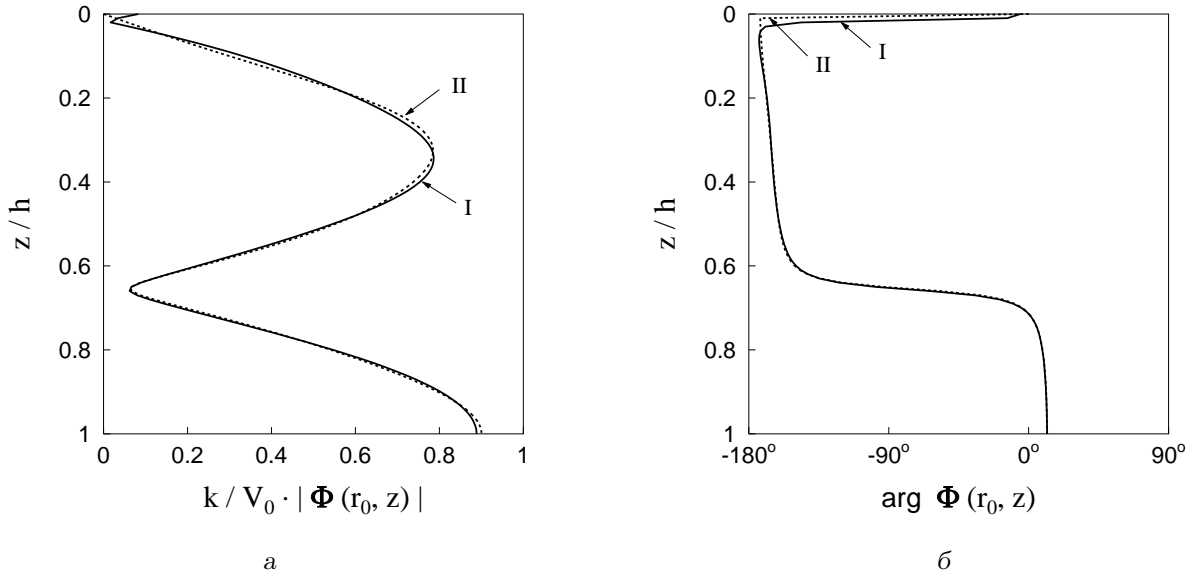 0
0.2
0.4
0.6
0.8
1
z / h
0 0.2 0.4 0.6 0.8 1
k / V₀ · | Φ (r₀, z) |
II
I
а
0
0.2
0.4
0.6
0.8
1
z / h
-180° -90° 0° 90°
arg Φ (r₀, z)
I
II
б